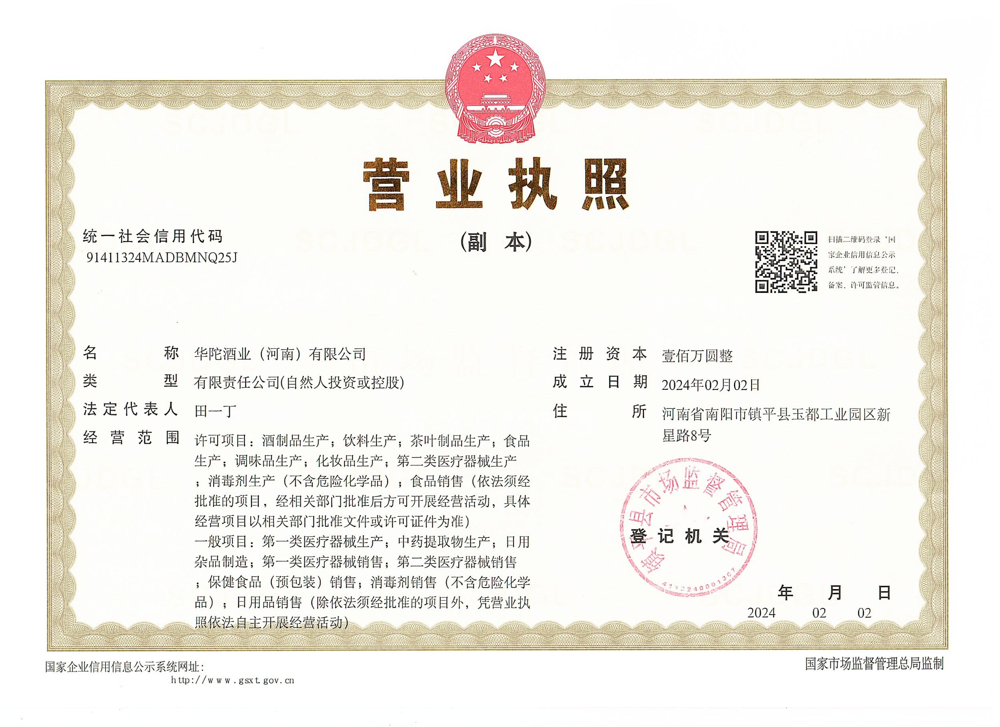 营业执照
(副 本)
统一社会信用代码
91411324MADBMNQ25J
扫描二维码登录‘国
家企业信用信息公示
系统’了解更多登记、
备案、许可监管信息。
名 称 华陀酒业（河南）有限公司
类 型 有限责任公司(自然人投资或控股)
法定代表人 田一丁
经营范围 许可项目：酒制品生产；饮料生产；茶叶制品生产；食品
生产；调味品生产；化妆品生产；第二类医疗器械生产
；消毒剂生产（不含危险化学品）；食品销售（依法须经
批准的项目，经相关部门批准后方可开展经营活动，具体
经营项目以相关部门批准文件或许可证件为准）
一般项目：第一类医疗器械生产；中药提取物生产；日用
杂品制造；第一类医疗器械销售；第二类医疗器械销售
；保健食品（预包装）销售；消毒剂销售（不含危险化学
品）；日用品销售（除依法须经批准的项目外，凭营业执
照依法自主开展经营活动）
注册资本 壹佰万圆整
成立日期 2024年02月02日
住 所 河南省南阳市镇平县玉都工业园区新
星路8号
镇平县市场监督管理局
登记机关
4113240001307
年 月 日
2024 02 02
国家企业信用信息公示系统网址：
http://www.gsxt.gov.cn
国家市场监督管理总局监制